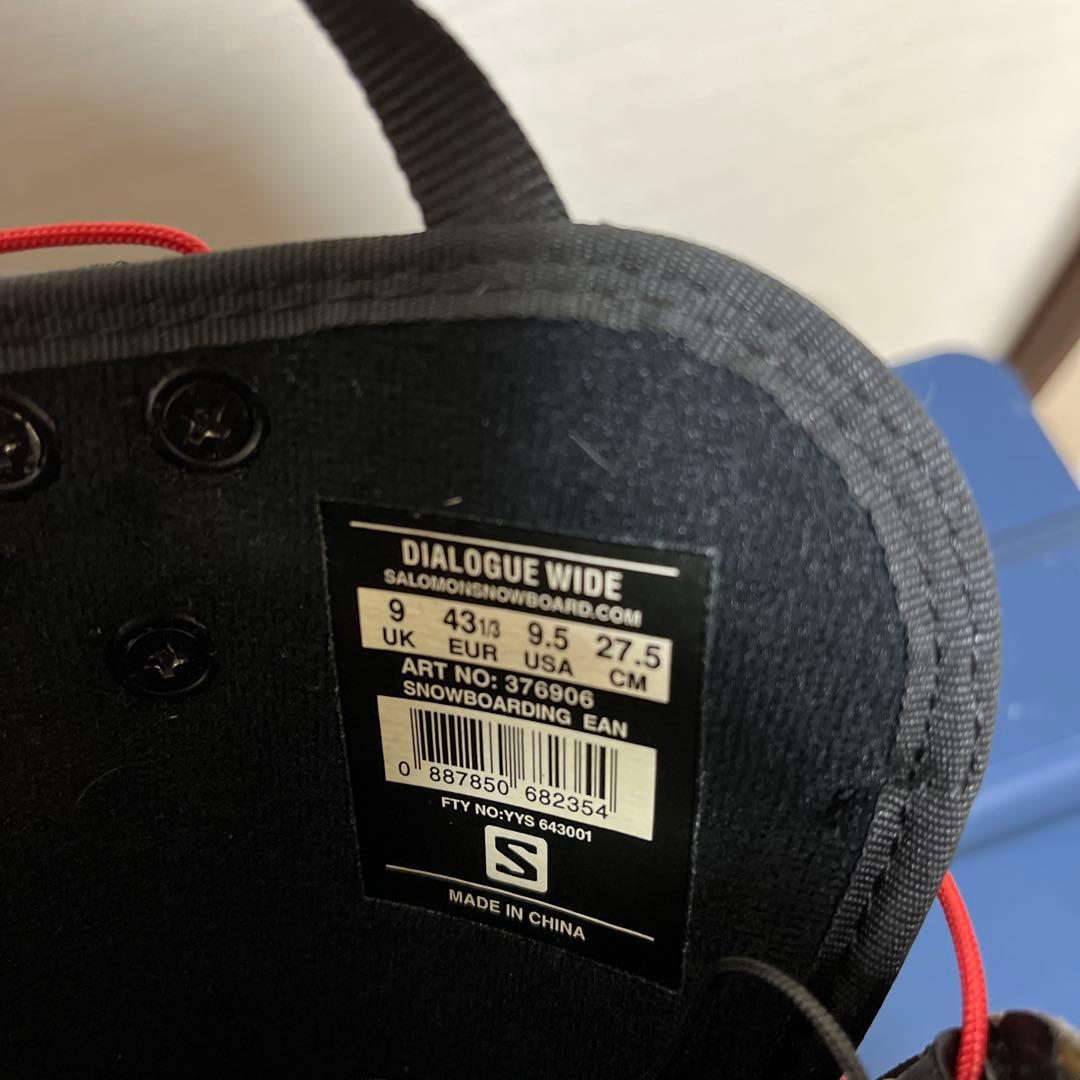 DIALOGUE WIDE
SALOMONSNOWBOARD.COM
9 43 1/3 9.5 27.5
UK EUR USA CM
ART NO: 376906
SNOWBOARDING EAN
0 887850 682354
FTY NO:YYS 643001
S
MADE IN CHINA